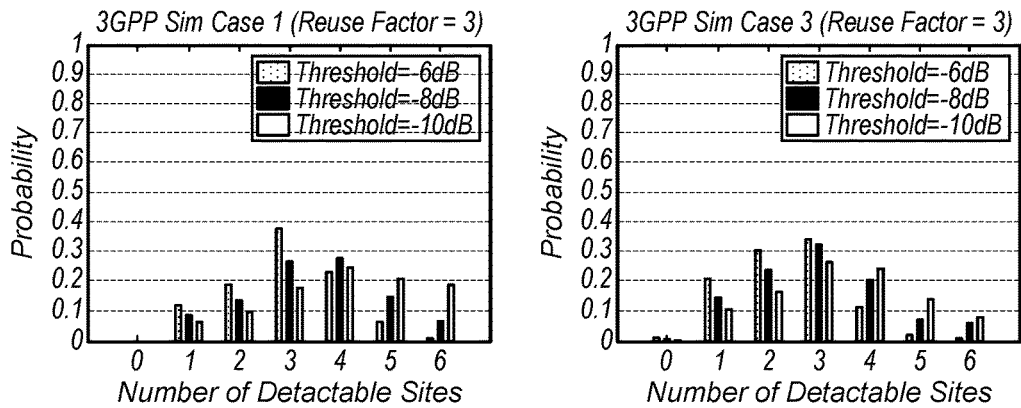 3GPP Sim Case 1 (Reuse Factor = 3)
Threshold=-6dB
Threshold=-8dB
Threshold=-10dB
Probability
1
0.9
0.8
0.7
0.6
0.5
0.4
0.3
0.2
0.1
0
0 1 2 3 4 5 6
Number of Detactable Sites
3GPP Sim Case 3 (Reuse Factor = 3)
Threshold=-6dB
Threshold=-8dB
Threshold=-10dB
Probability
1
0.9
0.8
0.7
0.6
0.5
0.4
0.3
0.2
0.1
0
0 1 2 3 4 5 6
Number of Detactable Sites